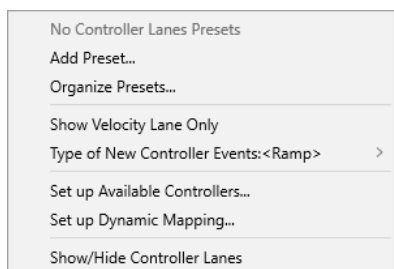 No Controller Lanes Presets
Add Preset...
Organize Presets...
Show Velocity Lane Only
Type of New Controller Events:<Ramp>
Set up Available Controllers...
Set up Dynamic Mapping...
Show/Hide Controller Lanes